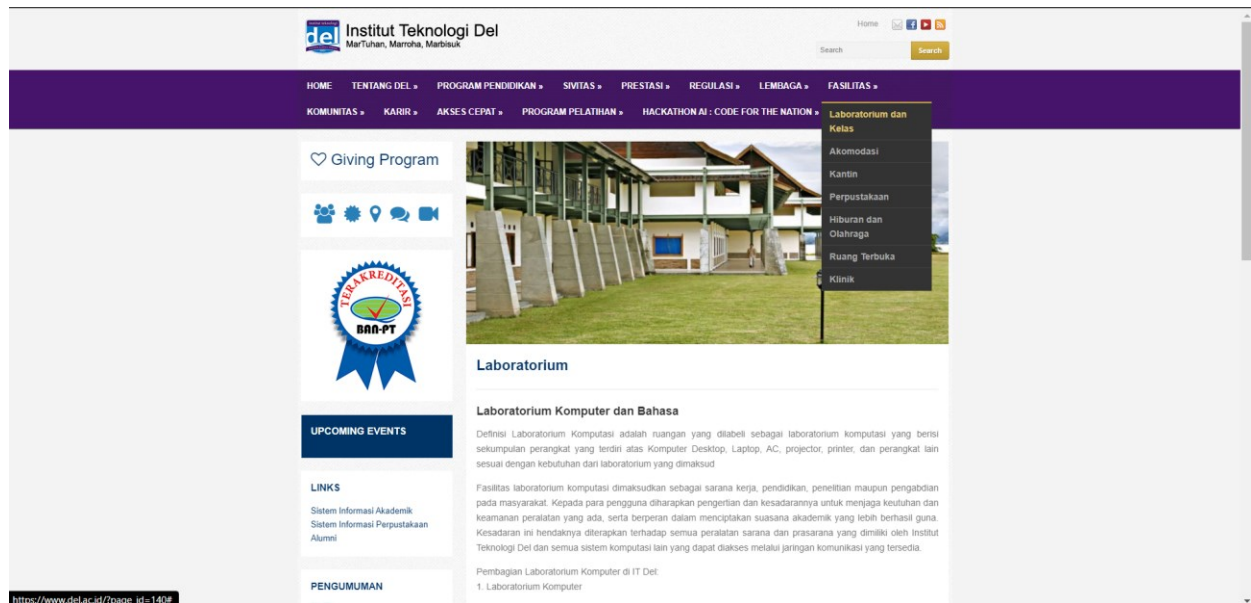 Institut Teknologi Del
MarTuhan, Marroha, Marbisuk
del
Home
Search
Search
HOME TENTANG DEL » PROGRAM PENDIDIKAN » SIVITAS » PRESTASI » REGULASI » LEMBAGA » FASILITAS »
KOMUNITAS » KARIR » AKSES CEPAT » PROGRAM PELATIHAN » HACKATHON AI : CODE FOR THE NATION »
Laboratorium dan
Kelas
Akomodasi
Kantin
Perpustakaan
Hiburan dan
Olahraga
Ruang Terbuka
Klinik
Giving Program
TERAKREDITASI
BAN-PT
UPCOMING EVENTS
LINKS
Sistem Informasi Akademik
Sistem Informasi Perpustakaan
Alumni
PENGUMUMAN
Laboratorium
Laboratorium Komputer dan Bahasa
Definisi Laboratorium Komputasi adalah ruangan yang dilabeli sebagai laboratorium komputasi yang berisi
sekumpulan perangkat yang terdiri atas Komputer Desktop, Laptop, AC, projector, printer, dan perangkat lain
sesuai dengan kebutuhan dari laboratorium yang dimaksud
Fasilitas laboratorium komputasi dimaksudkan sebagai sarana kerja, pendidikan, penelitian maupun pengabdian
pada masyarakat. Kepada para pengguna diharapkan pengertian dan kesadarannya untuk menjaga keutuhan dan
keamanan peralatan yang ada, serta berperan dalam menciptakan suasana akademik yang lebih berhasil guna.
Kesadaran ini hendaknya diterapkan terhadap semua peralatan sarana dan prasarana yang dimiliki oleh Institut
Teknologi Del dan semua sistem komputasi lain yang dapat diakses melalui jaringan komunikasi yang tersedia.
Pembagian Laboratorium Komputer di IT Del:
1. Laboratorium Komputer
https://www.del.ac.id/?page_id=140#